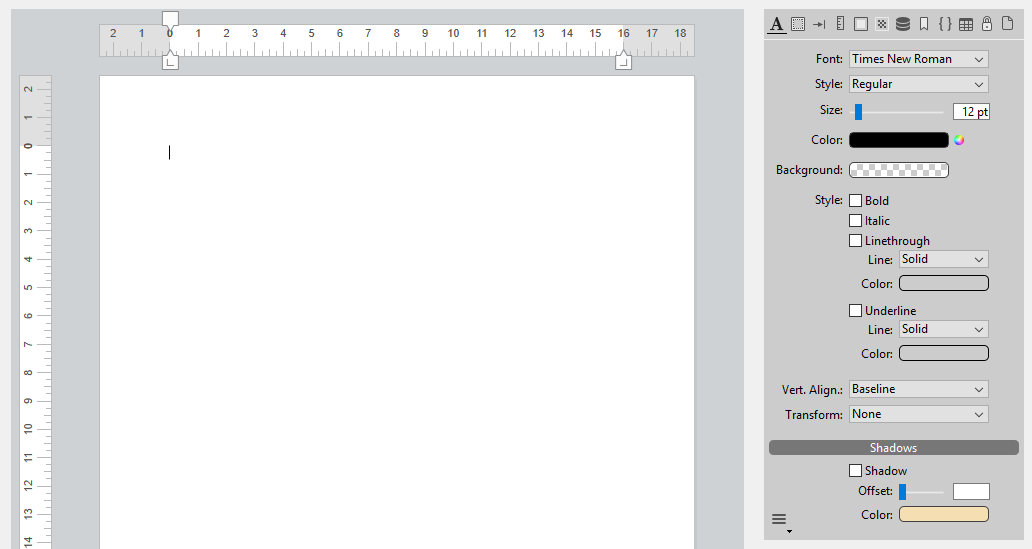 2 1 0 1 2 3 4 5 6 7 8 9 10 11 12 13 14 15 16 17 18
2
1
0
1
2
3
4
5
6
7
8
9
10
11
12
13
14
A
Font: Times New Roman
Style: Regular
Size: 12 pt
Color:
Background:
Style: Bold
Italic
Linethrough
Line: Solid
Color:
Underline
Line: Solid
Color:
Vert. Align.: Baseline
Transform: None
Shadows
Shadow
Offset:
Color: